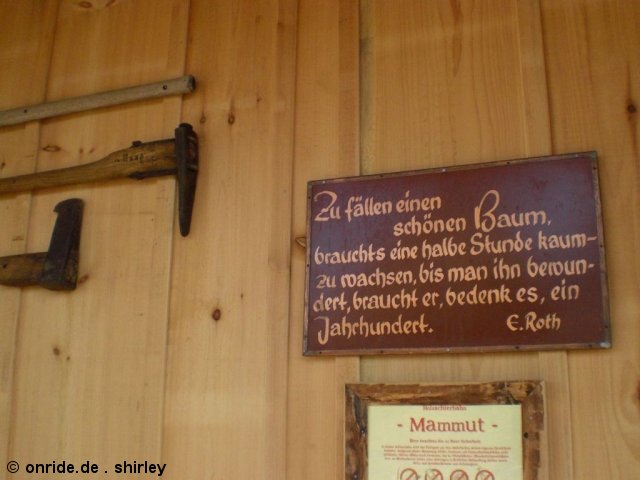 Zu fällen einen
schönen Baum,
brauchts eine halbe Stunde kaum-
zu wachsen, bis man ihn bewun-
dert, braucht er, bedenk es, ein
Jahrhundert. E. Roth
Holzachterbahn
- Mammut -
© onride.de . shirley